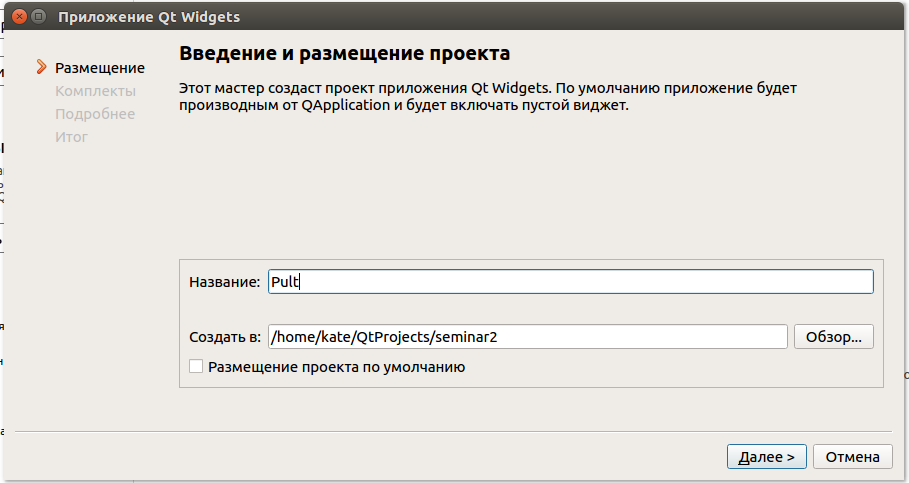 Приложение Qt Widgets
Размещение
Комплекты
Подробнее
Итог
Введение и размещение проекта
Этот мастер создаст проект приложения Qt Widgets. По умолчанию приложение будет
производным от QApplication и будет включать пустой виджет.
Название: Pult
Создать в: /home/kate/QtProjects/seminar2 Обзор...
Размещение проекта по умолчанию
Далее > Отмена